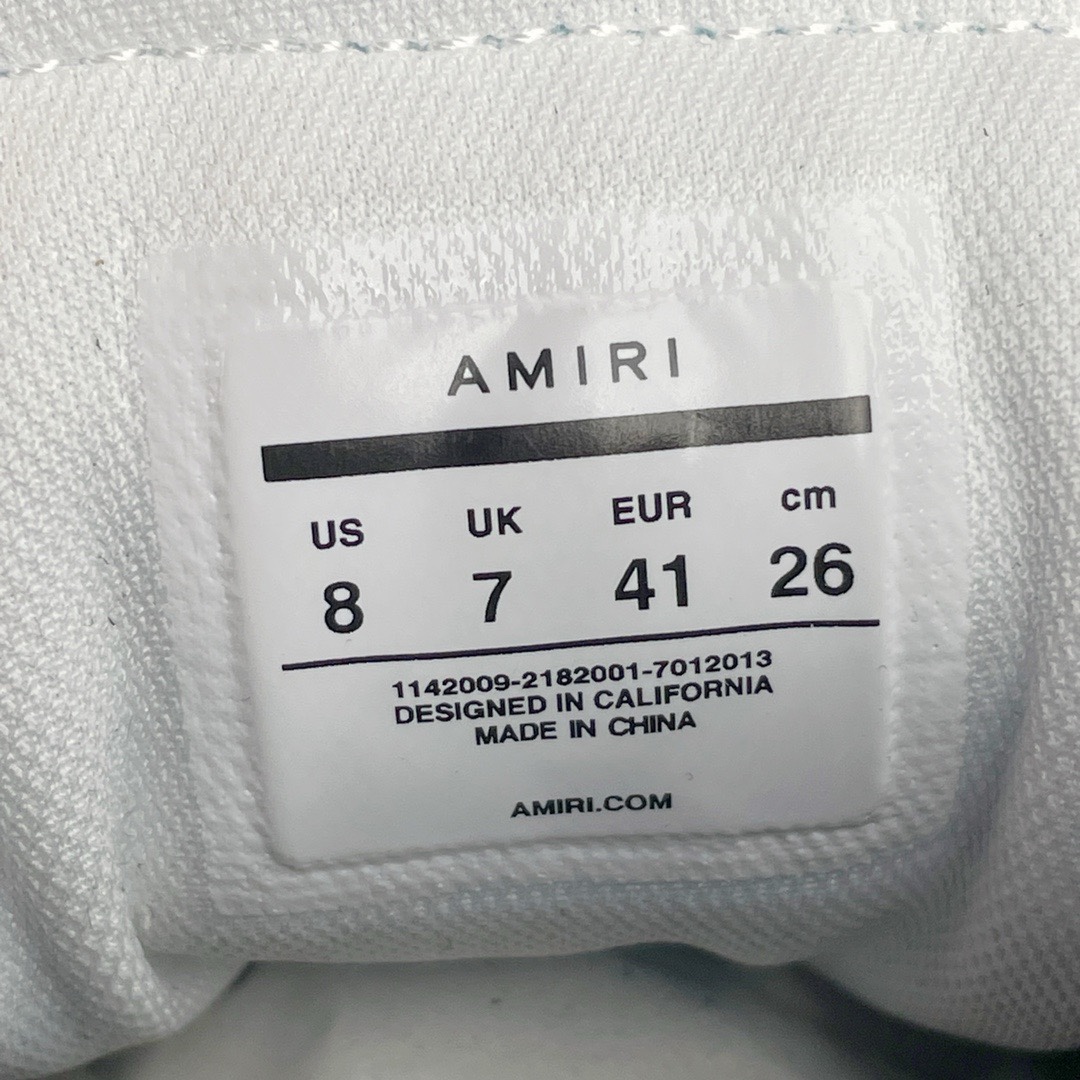 AMIRI
US UK EUR cm
8 7 41 26
1142009-2182001-7012013
DESIGNED IN CALIFORNIA
MADE IN CHINA
AMIRI.COM